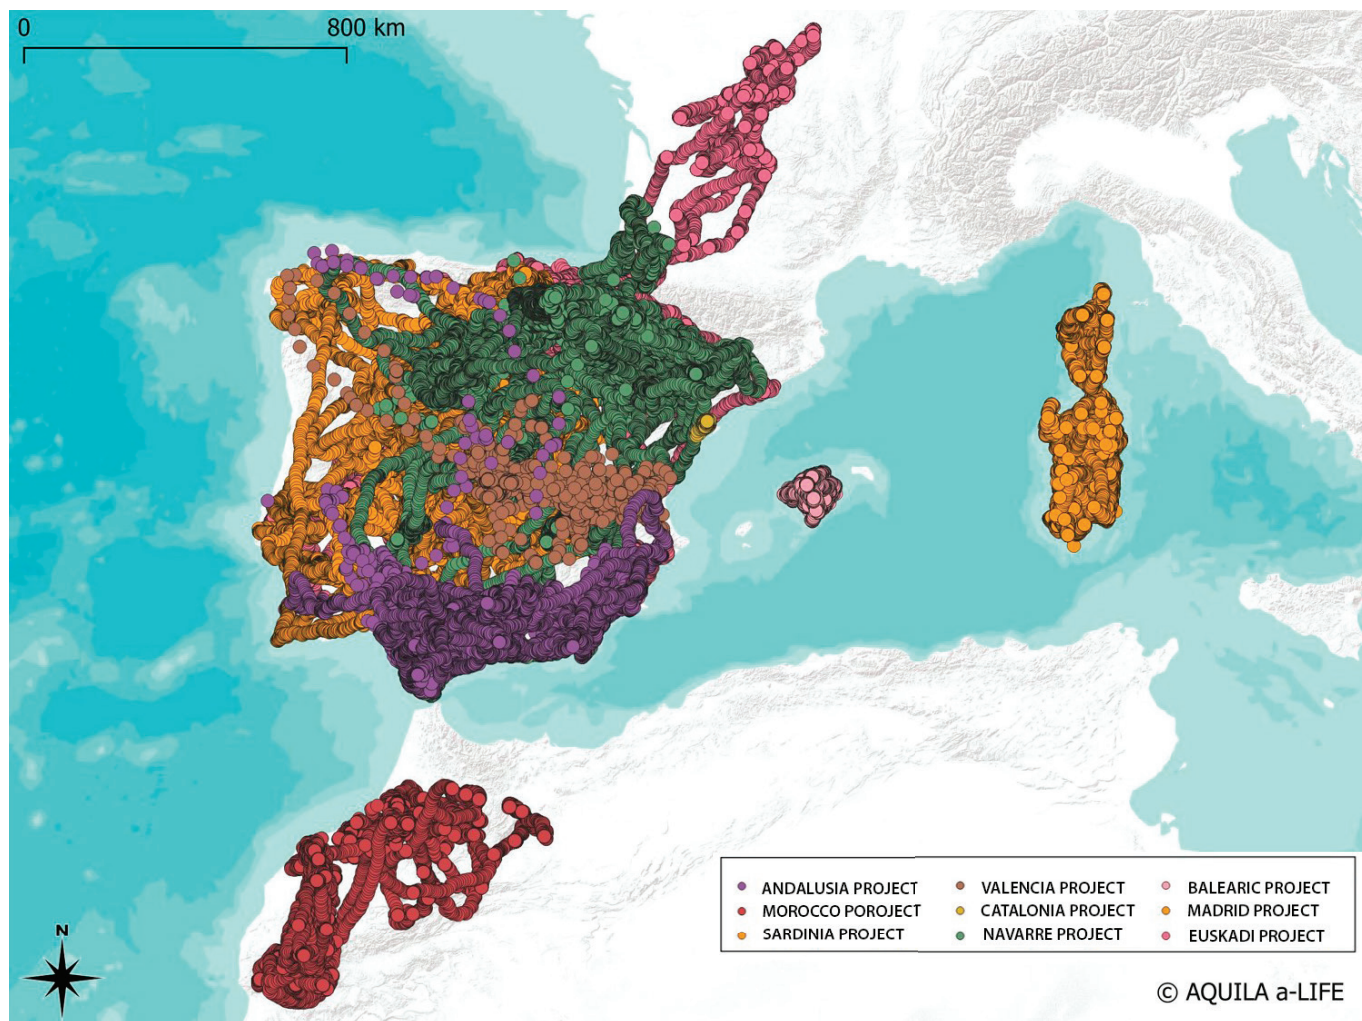 0 800 km
ANDALUSIA PROJECT VALENCIA PROJECT BALEARIC PROJECT
MOROCCO POROJECT CATALONIA PROJECT MADRID PROJECT
SARDINIA PROJECT NAVARRE PROJECT EUSKADI PROJECT
N
© AQUILA a-LIFE